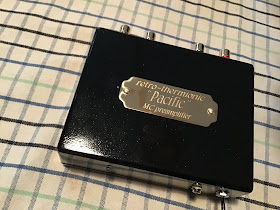 retro-thermionic
"Pacific"
MC preamplifier